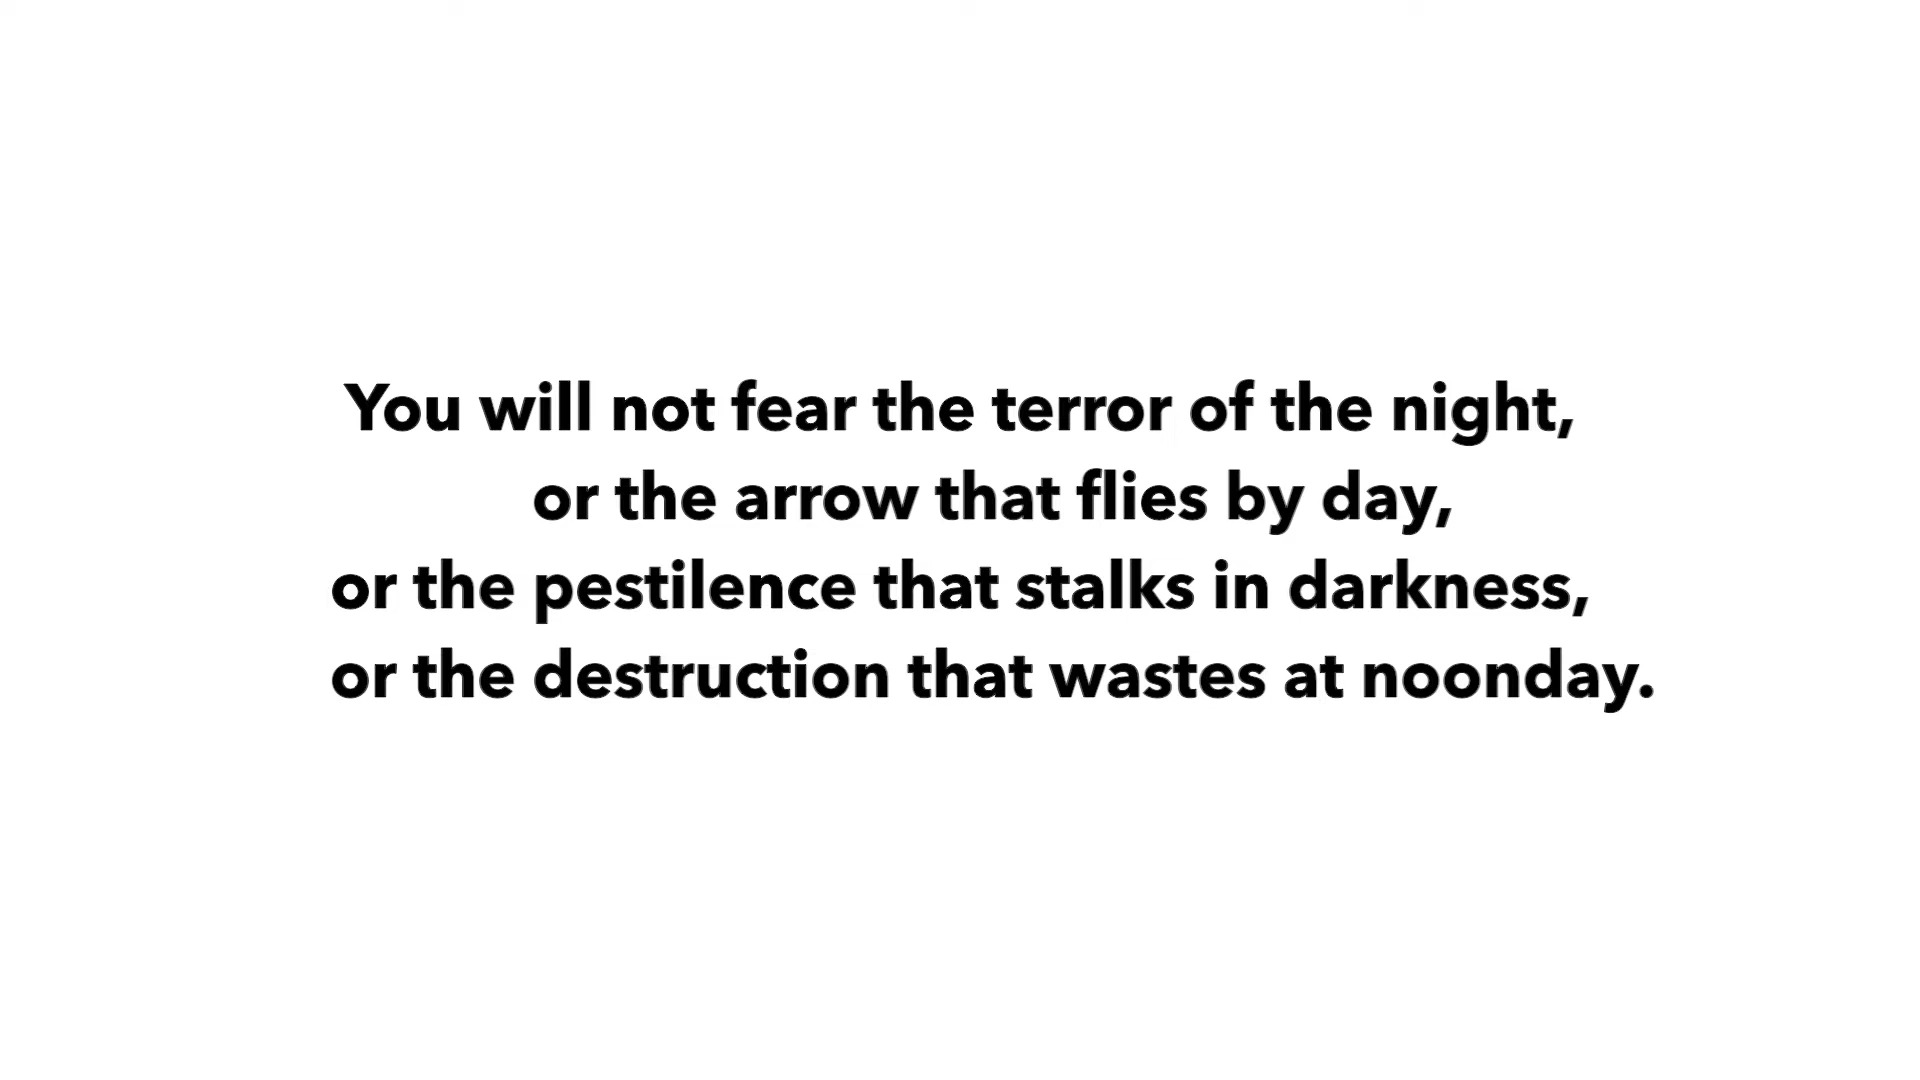 You will not fear the terror of the night,
or the arrow that flies by day,
or the pestilence that stalks in darkness,
or the destruction that wastes at noonday.